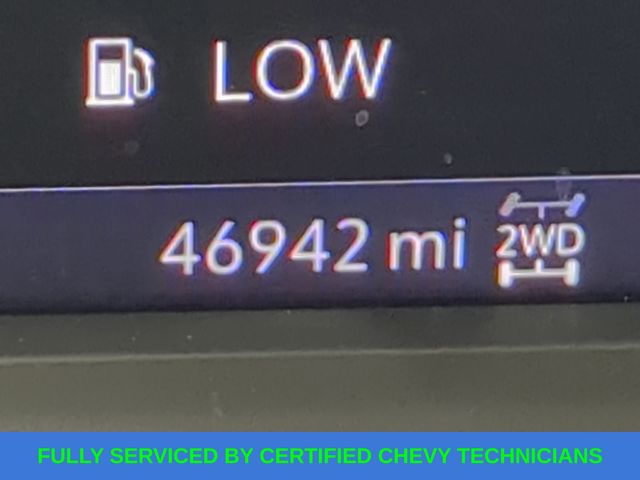 LOW
46942 mi
2WD
FULLY SERVICED BY CERTIFIED CHEVY TECHNICIANS